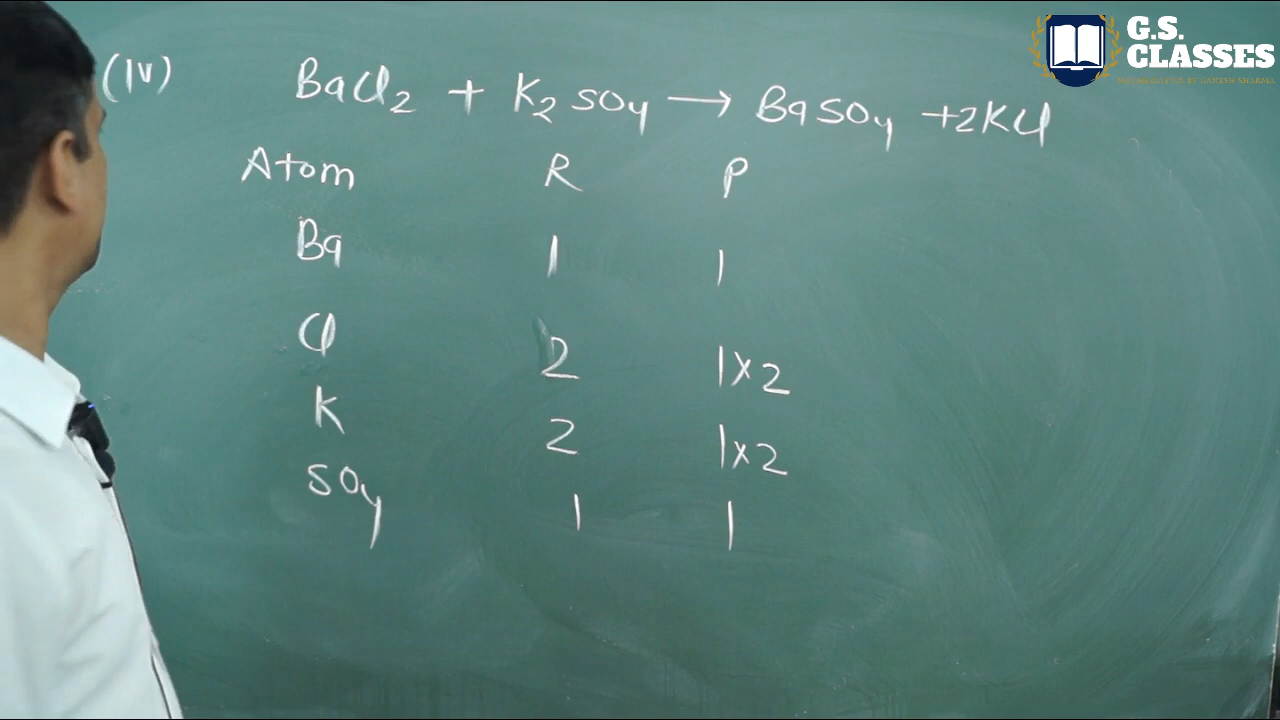 G.S.
CLASSES
(IV) BaCl2 + K2SO4 → BaSO4 + 2KCl
Atom R P
Ba 1 1
Cl 2 1x2
K 2 1x2
SO4 1 1